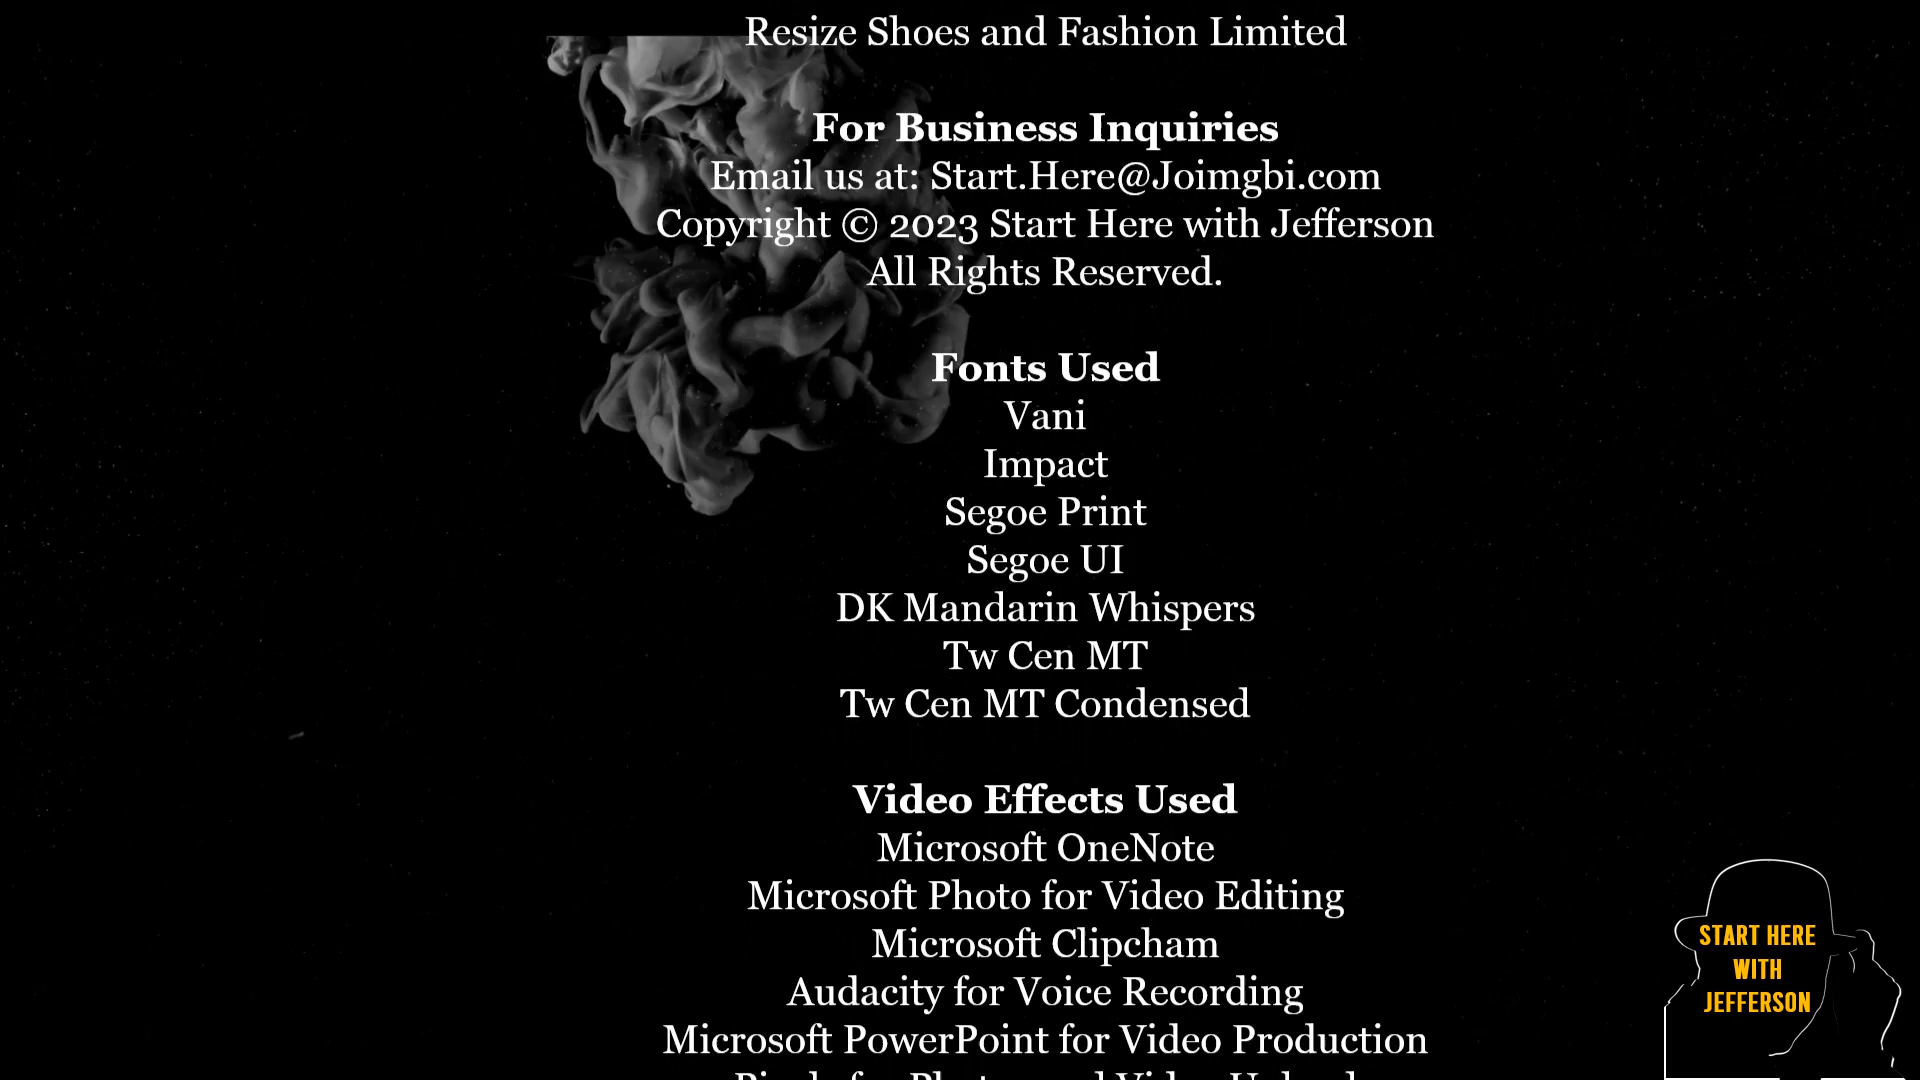 Resize Shoes and Fashion Limited
For Business Inquiries
Email us at: Start.Here@Joimgbi.com
Copyright © 2023 Start Here with Jefferson
All Rights Reserved.
Fonts Used
Vani
Impact
Segoe Print
Segoe UI
DK Mandarin Whispers
Tw Cen MT
Tw Cen MT Condensed
Video Effects Used
Microsoft OneNote
Microsoft Photo for Video Editing
Microsoft Clipcham
Audacity for Voice Recording
Microsoft PowerPoint for Video Production
START HERE
WITH
JEFFERSON